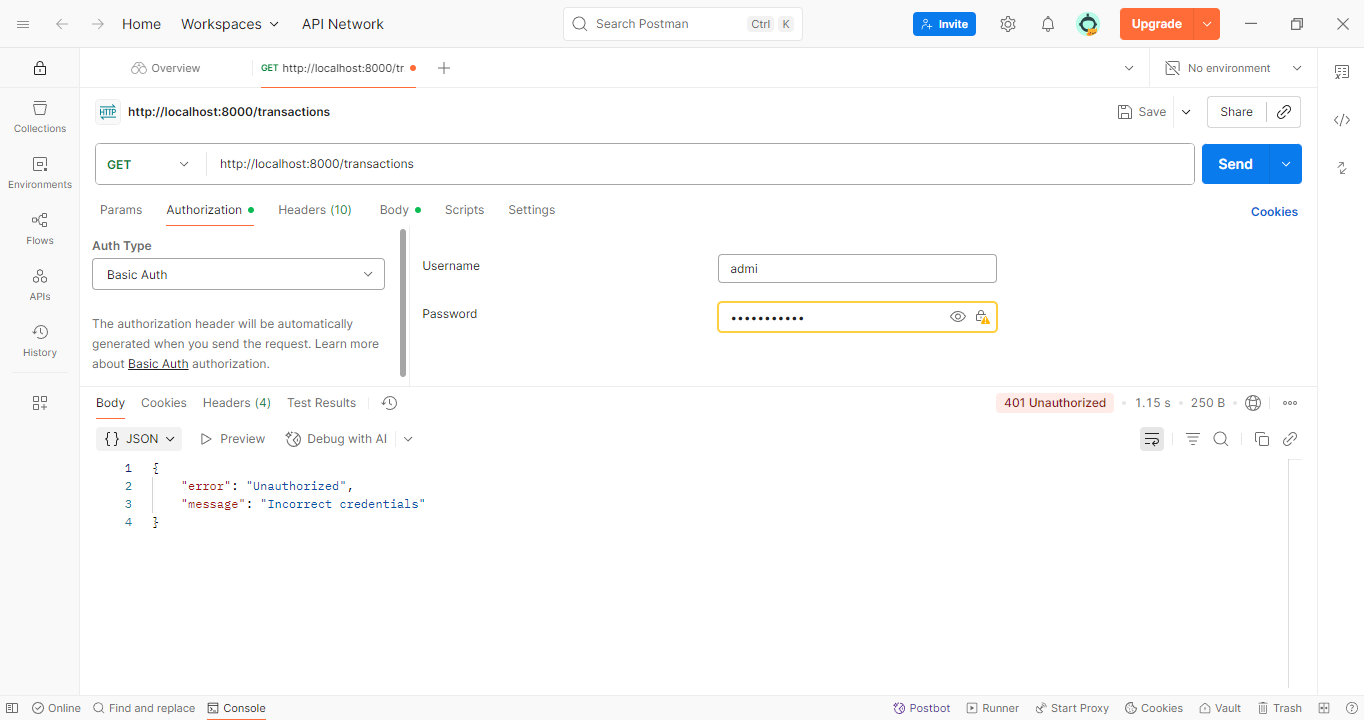 Home Workspaces API Network Search Postman Ctrl K Invite Upgrade
Overview GET http://localhost:8000/tr No environment
HTTP http://localhost:8000/transactions Save Share
Collections
GET http://localhost:8000/transactions Send
Environments
Params Authorization Headers (10) Body Scripts Settings Cookies
Flows
Auth Type
Basic Auth
Username admi
APIs
Password •••••••••••
The authorization header will be automatically
generated when you send the request. Learn more
about Basic Auth authorization.
History
Body Cookies Headers (4) Test Results 401 Unauthorized • 1.15 s • 250 B •
{} JSON Preview Debug with AI
1 {
2 "error": "Unauthorized",
3 "message": "Incorrect credentials"
4 }
Online Find and replace Console Postbot Runner Start Proxy Cookies Vault Trash